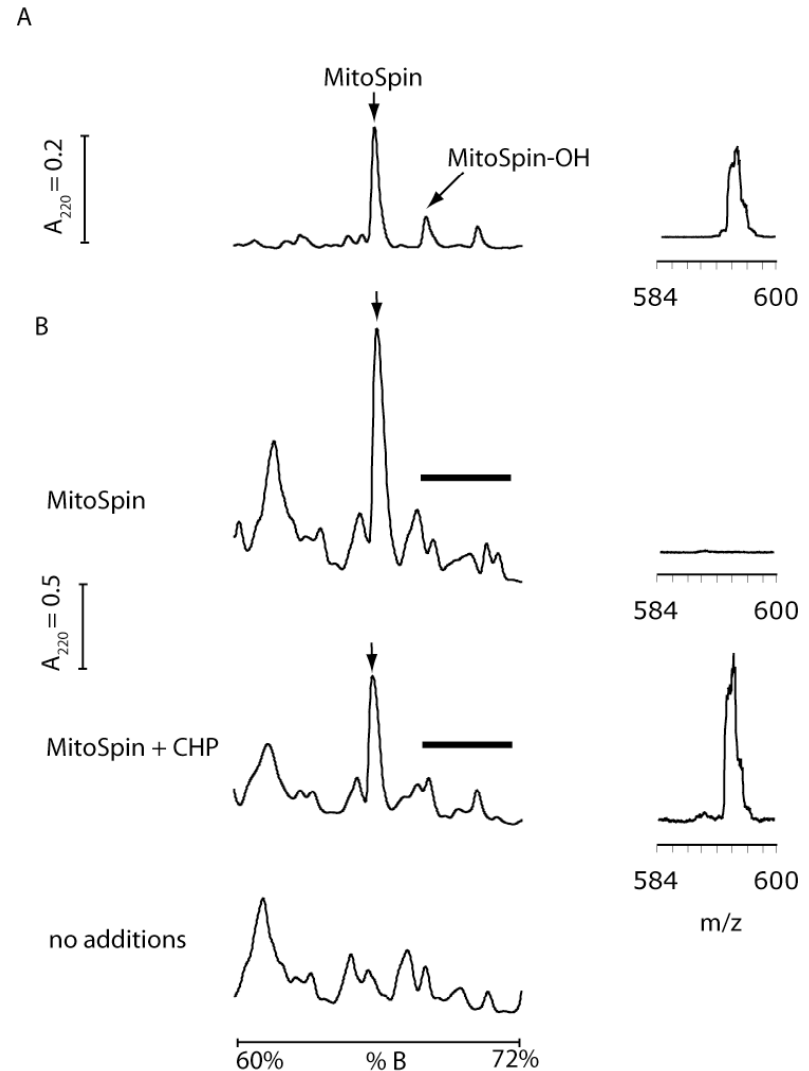 A
MitoSpin
MitoSpin-OH
A220 = 0.2
584 600
B
MitoSpin
584 600
A220 = 0.5
MitoSpin + CHP
584 600
m/z
no additions
60% % B 72%